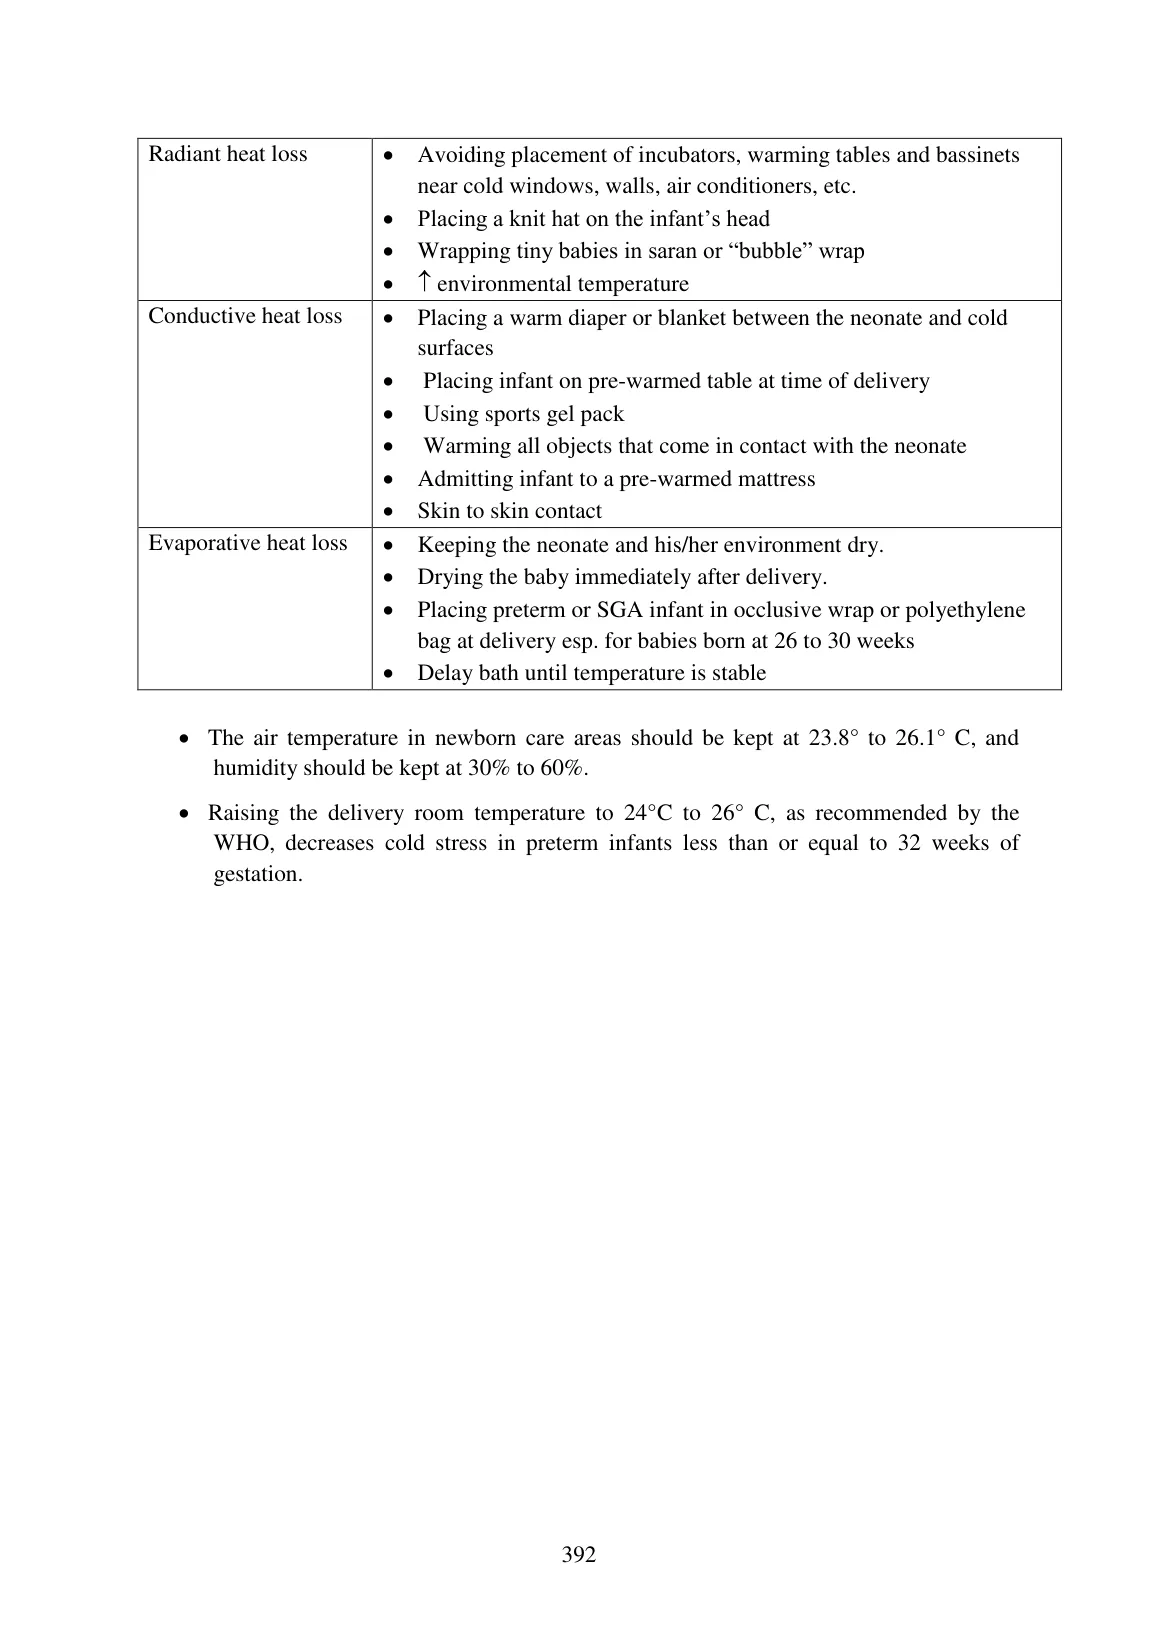 Radiant heat loss
• Avoiding placement of incubators, warming tables and bassinets
near cold windows, walls, air conditioners, etc.
• Placing a knit hat on the infant’s head
• Wrapping tiny babies in saran or “bubble” wrap
• ↑ environmental temperature
Conductive heat loss
• Placing a warm diaper or blanket between the neonate and cold
surfaces
• Placing infant on pre-warmed table at time of delivery
• Using sports gel pack
• Warming all objects that come in contact with the neonate
• Admitting infant to a pre-warmed mattress
• Skin to skin contact
Evaporative heat loss
• Keeping the neonate and his/her environment dry.
• Drying the baby immediately after delivery.
• Placing preterm or SGA infant in occlusive wrap or polyethylene
bag at delivery esp. for babies born at 26 to 30 weeks
• Delay bath until temperature is stable
• The air temperature in newborn care areas should be kept at 23.8° to 26.1° C, and
humidity should be kept at 30% to 60%.
• Raising the delivery room temperature to 24°C to 26° C, as recommended by the
WHO, decreases cold stress in preterm infants less than or equal to 32 weeks of
gestation.
392